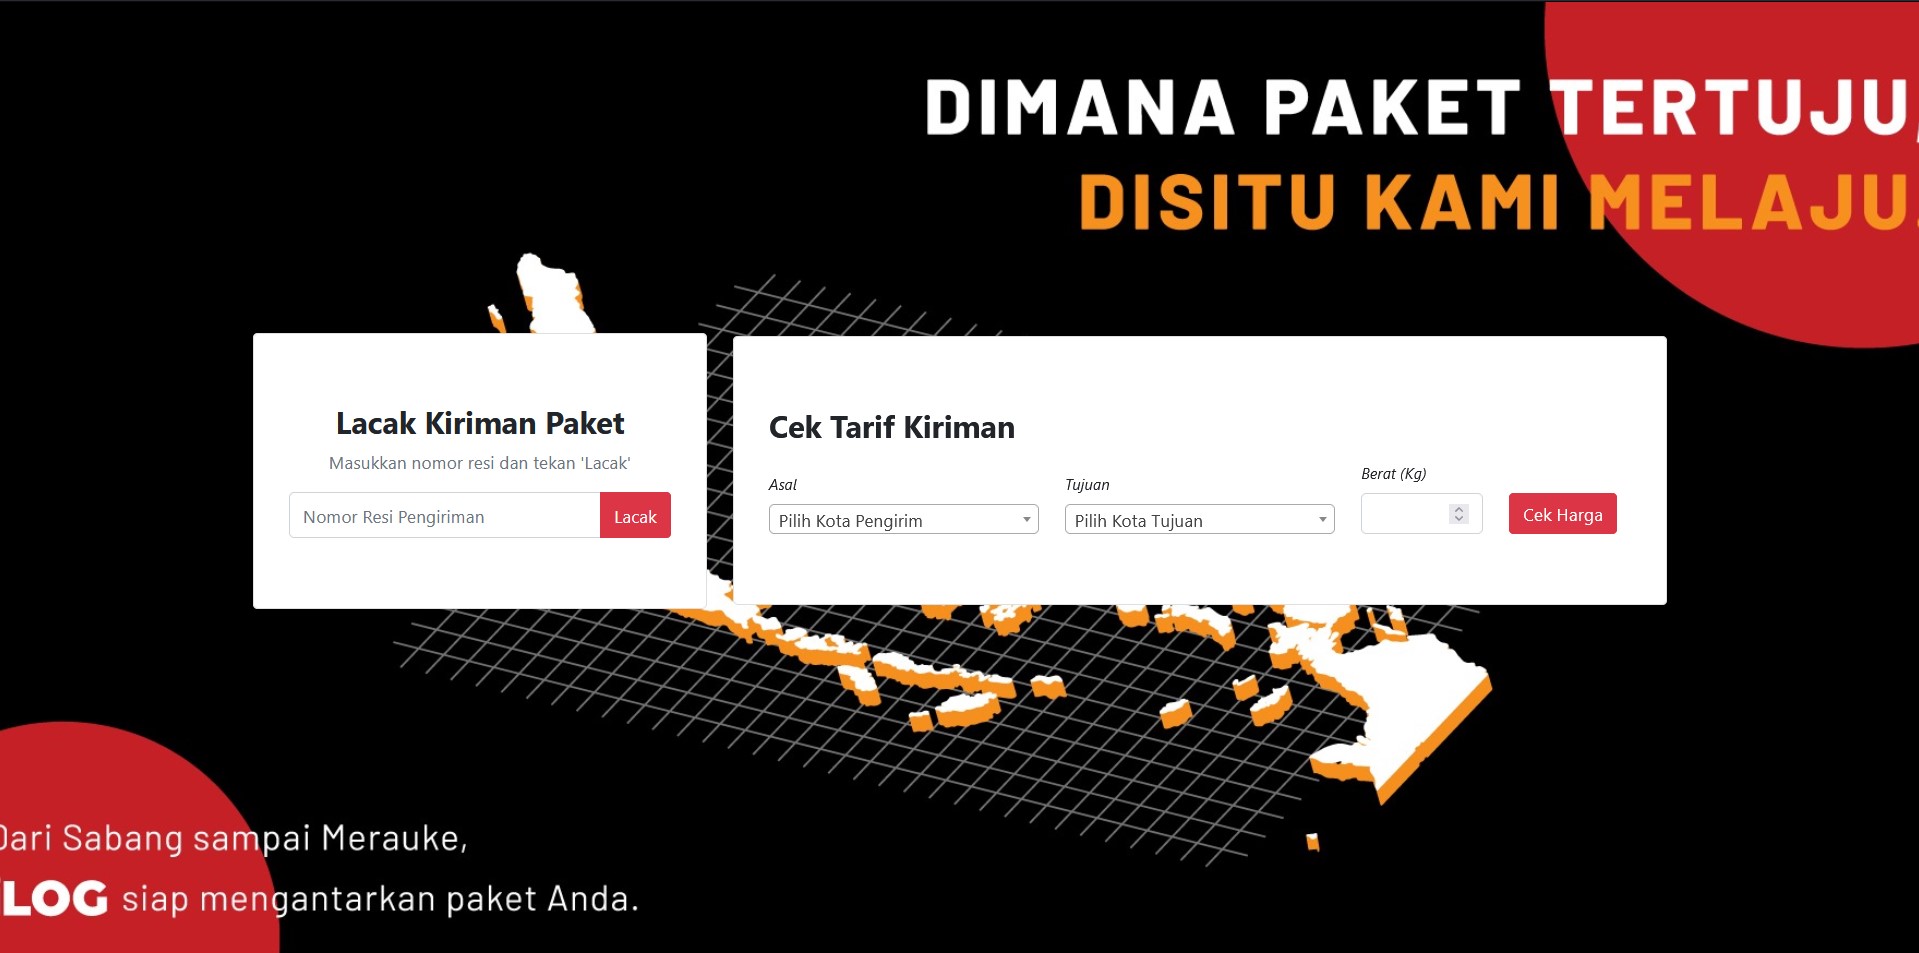 DIMANA PAKET TERTUJU,
DISITU KAMI MELAJU.
Lacak Kiriman Paket
Masukkan nomor resi dan tekan 'Lacak'
Nomor Resi Pengiriman
Lacak
Cek Tarif Kiriman
Asal
Tujuan
Berat (Kg)
Pilih Kota Pengirim
Pilih Kota Tujuan
Cek Harga
Dari Sabang sampai Merauke,
LOG siap mengantarkan paket Anda.